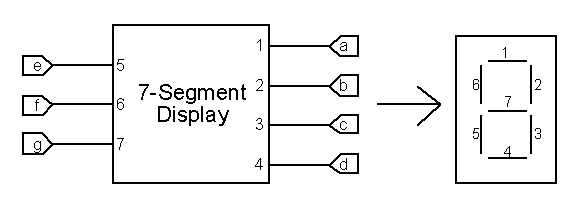 e 5
f 6
g 7
7-Segment
Display
1 a
2 b
3 c
4 d
1
6 2
7
5 3
4